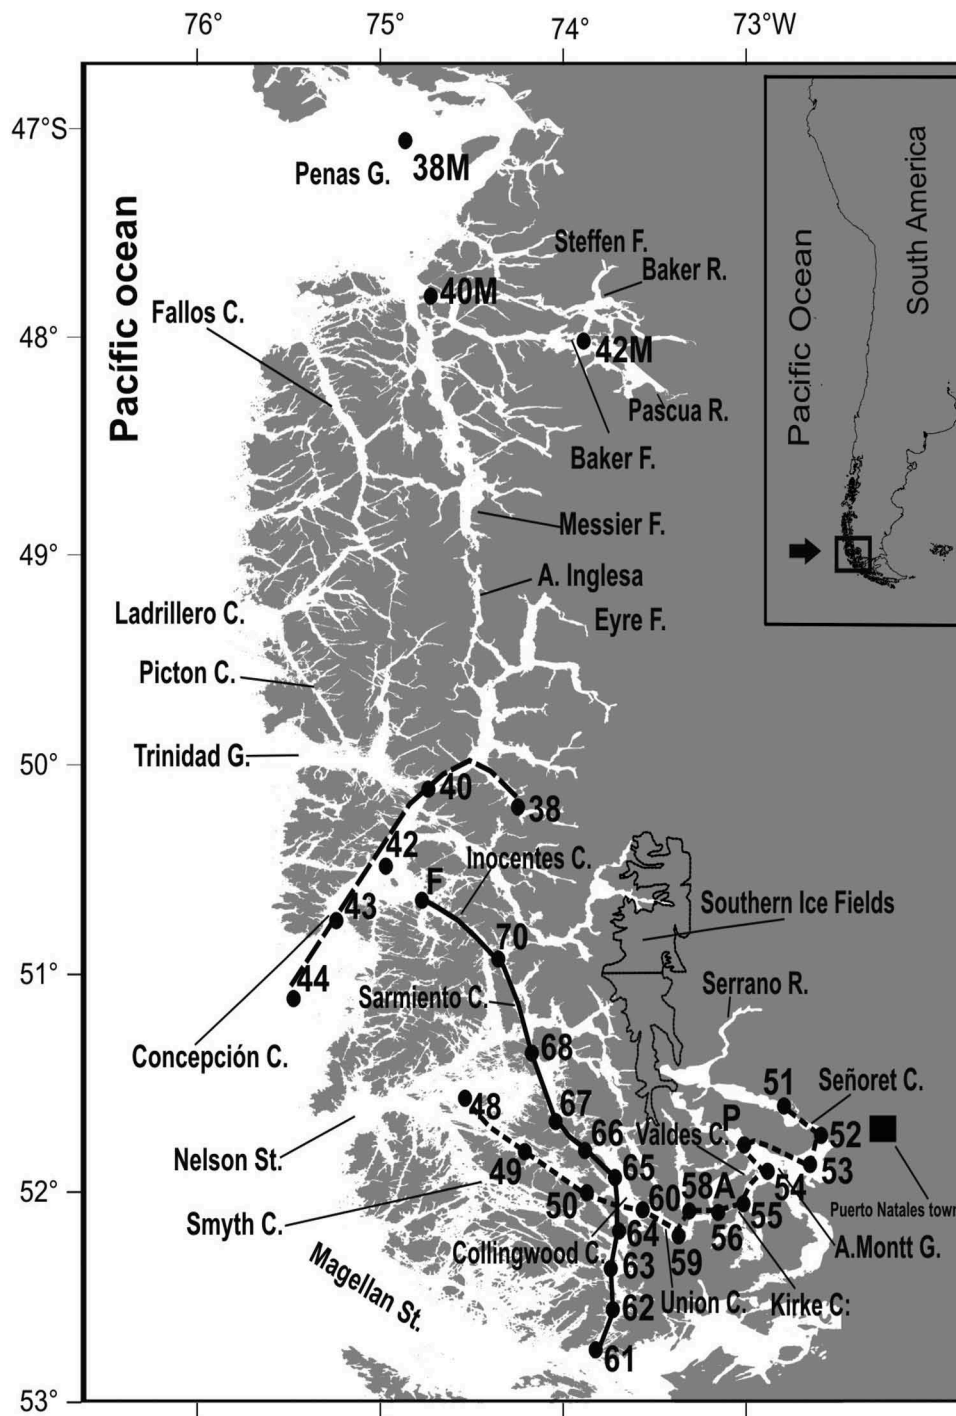 76° 75° 74° 73°W
47°S
48°
49°
50°
51°
52°
53°
Pacífic ocean
Penas G.
38M
Steffen F.
Baker R.
40M
Fallos C.
42M
Pascua R.
Baker F.
Messier F.
A. Inglesa
Ladrillero C.
Eyre F.
Picton C.
Trinidad G.
40
38
42
Inocentes C.
F
43
Southern Ice Fields
70
44
Sarmiento C.
Serrano R.
Concepción C.
68
51
Señoret C.
48
67
P
52
66
Valdes C.
Nelson St.
49
65
53
54
50
60
58
A
55
Smyth C.
64
56
Puerto Natales town
Collingwood C.
59
A.Montt G.
63
Magellan St.
62
Union C.
Kirke C:
61
Pacific Ocean
South America